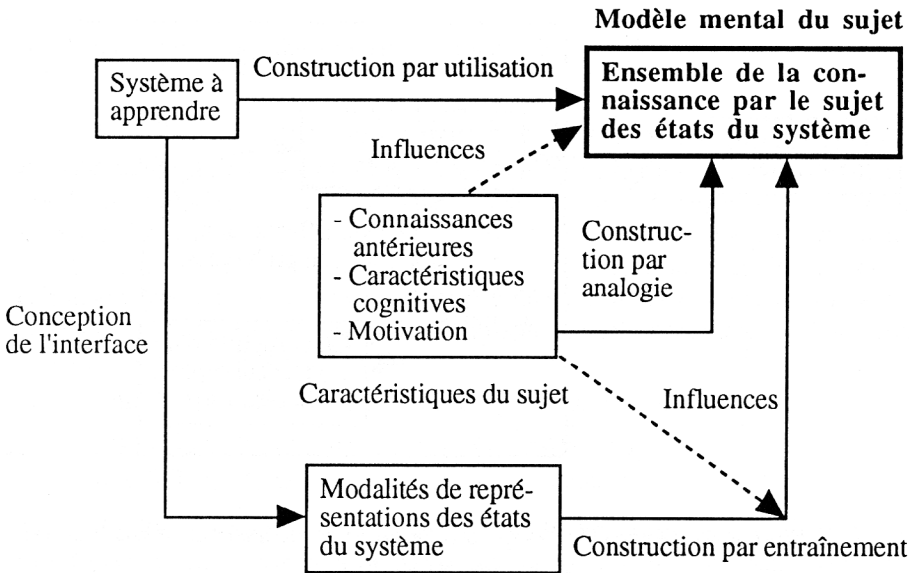 Modèle mental du sujet
Système à
apprendre
Construction par utilisation
Ensemble de la con-
naissance par le sujet
des états du système
Influences
- Connaissances
antérieures
- Caractéristiques
cognitives
- Motivation
Construc-
tion par
analogie
Conception
de l'interface
Caractéristiques du sujet
Influences
Modalités de repré-
sentations des états
du système
Construction par entraînement